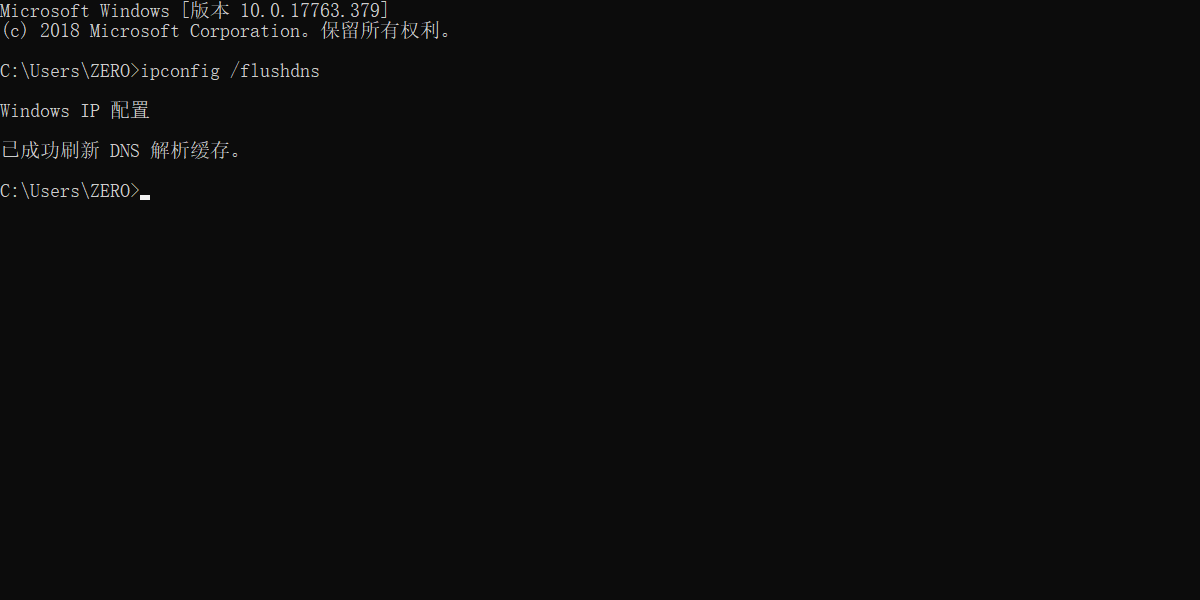 Microsoft Windows [版本 10.0.17763.379]
(c) 2018 Microsoft Corporation。保留所有权利。
C:\Users\ZERO>ipconfig /flushdns
Windows IP 配置
已成功刷新 DNS 解析缓存。
C:\Users\ZERO>